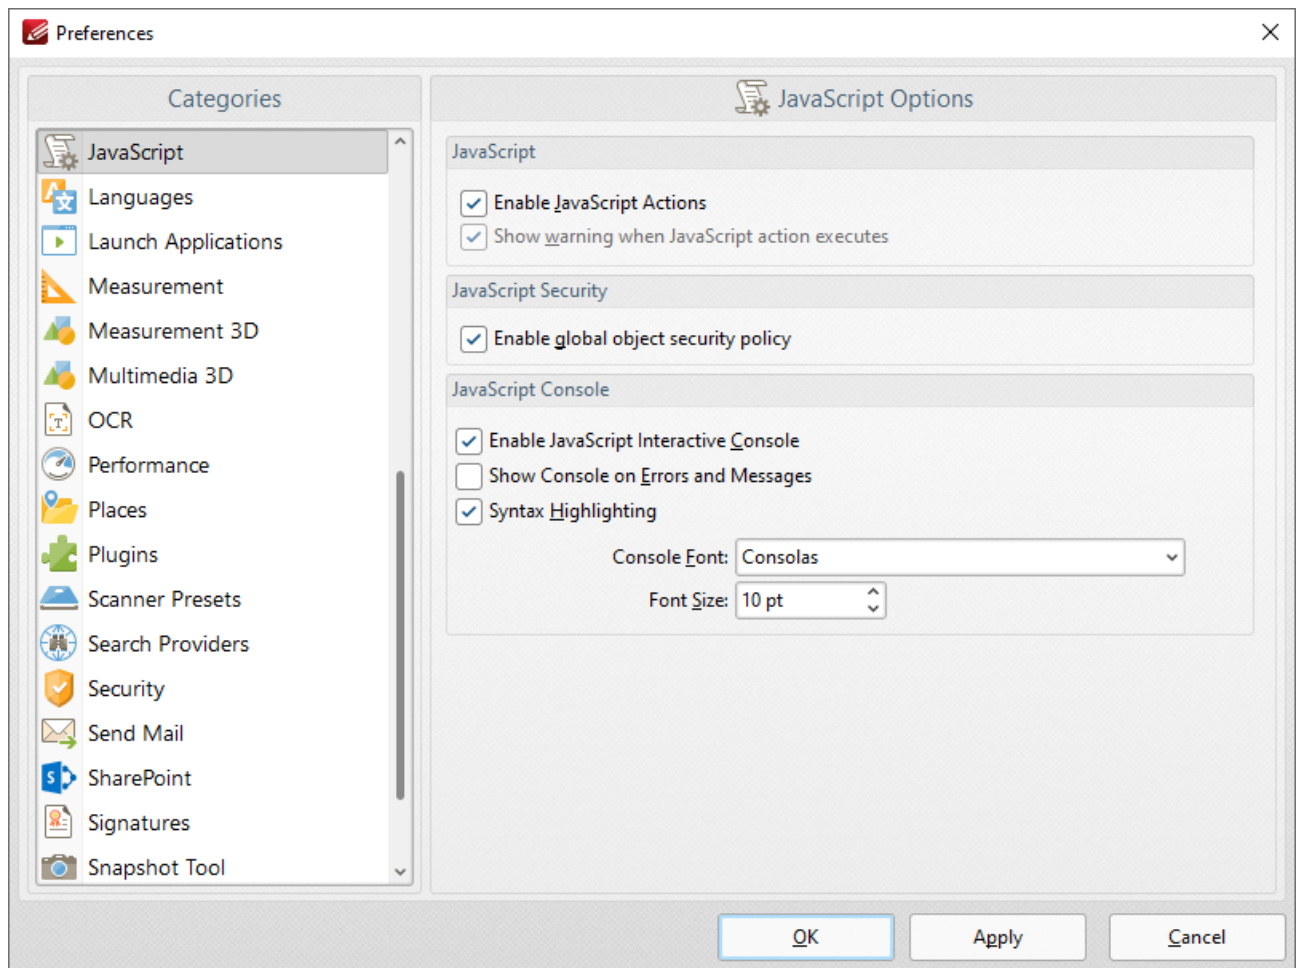 Preferences
Categories
JavaScript
Languages
Launch Applications
Measurement
Measurement 3D
Multimedia 3D
OCR
Performance
Places
Plugins
Scanner Presets
Search Providers
Security
Send Mail
SharePoint
Signatures
Snapshot Tool
JavaScript Options
JavaScript
Enable JavaScript Actions
Show warning when JavaScript action executes
JavaScript Security
Enable global object security policy
JavaScript Console
Enable JavaScript Interactive Console
Show Console on Errors and Messages
Syntax Highlighting
Console Font: Consolas
Font Size: 10 pt
OK Apply Cancel